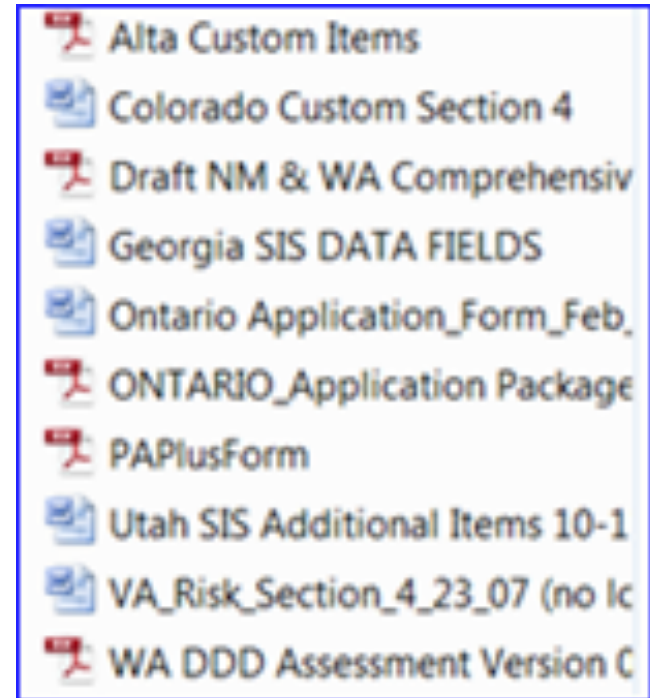 Alta Custom Items
Colorado Custom Section 4
Draft NM & WA Comprehensiv
Georgia SIS DATA FIELDS
Ontario Application_Form_Feb_
ONTARIO_Application Package
PAPlusForm
Utah SIS Additional Items 10-1
VA_Risk_Section_4_23_07 (no lc
WA DDD Assessment Version 0